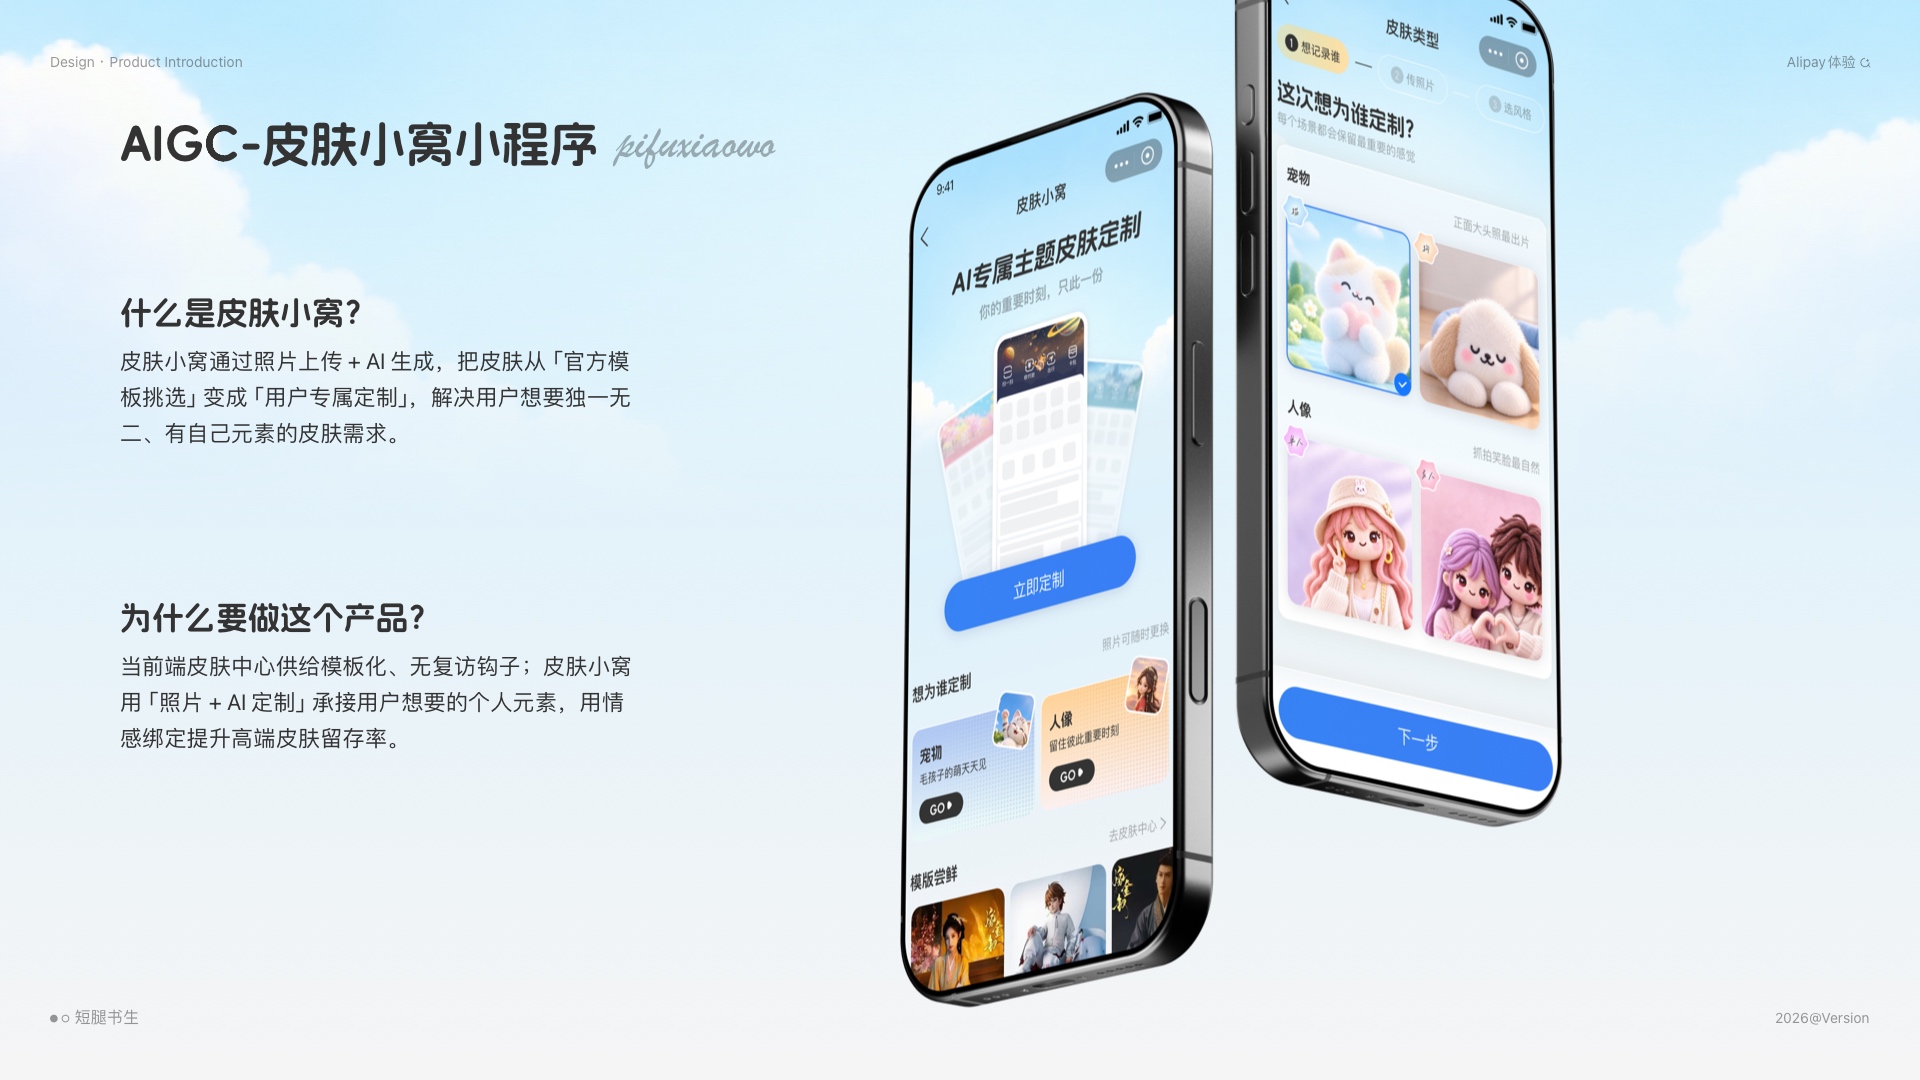 Design · Product Introduction
Alipay体验
AIGC-皮肤小窝小程序 pifuxiaowo
什么是皮肤小窝?
皮肤小窝通过照片上传 + AI 生成，把皮肤从「官方模
板挑选」变成「用户专属定制」，解决用户想要独一无
二、有自己元素的皮肤需求。
为什么要做这个产品?
当前端皮肤中心供给模板化、无复访钩子；皮肤小窝
用「照片 + AI 定制」承接用户想要的个人元素，用情
感绑定提升高端皮肤留存率。
9:41
皮肤小窝
AI专属主题皮肤定制
你的重要时刻，只此一份
立即定制
照片可随时更换
想为谁定制
宠物
毛孩子的萌天天见
GO
人像
留住彼此重要时刻
GO
去皮肤中心
模版尝鲜
皮肤类型
1 想记录谁
2 传照片
3 选风格
这次想为谁定制?
每个场景都会保留最重要的感觉
宠物
正面大头照最出片
人像
抓拍笑脸最自然
单人
多人
下一步
短腿书生
2026@Version